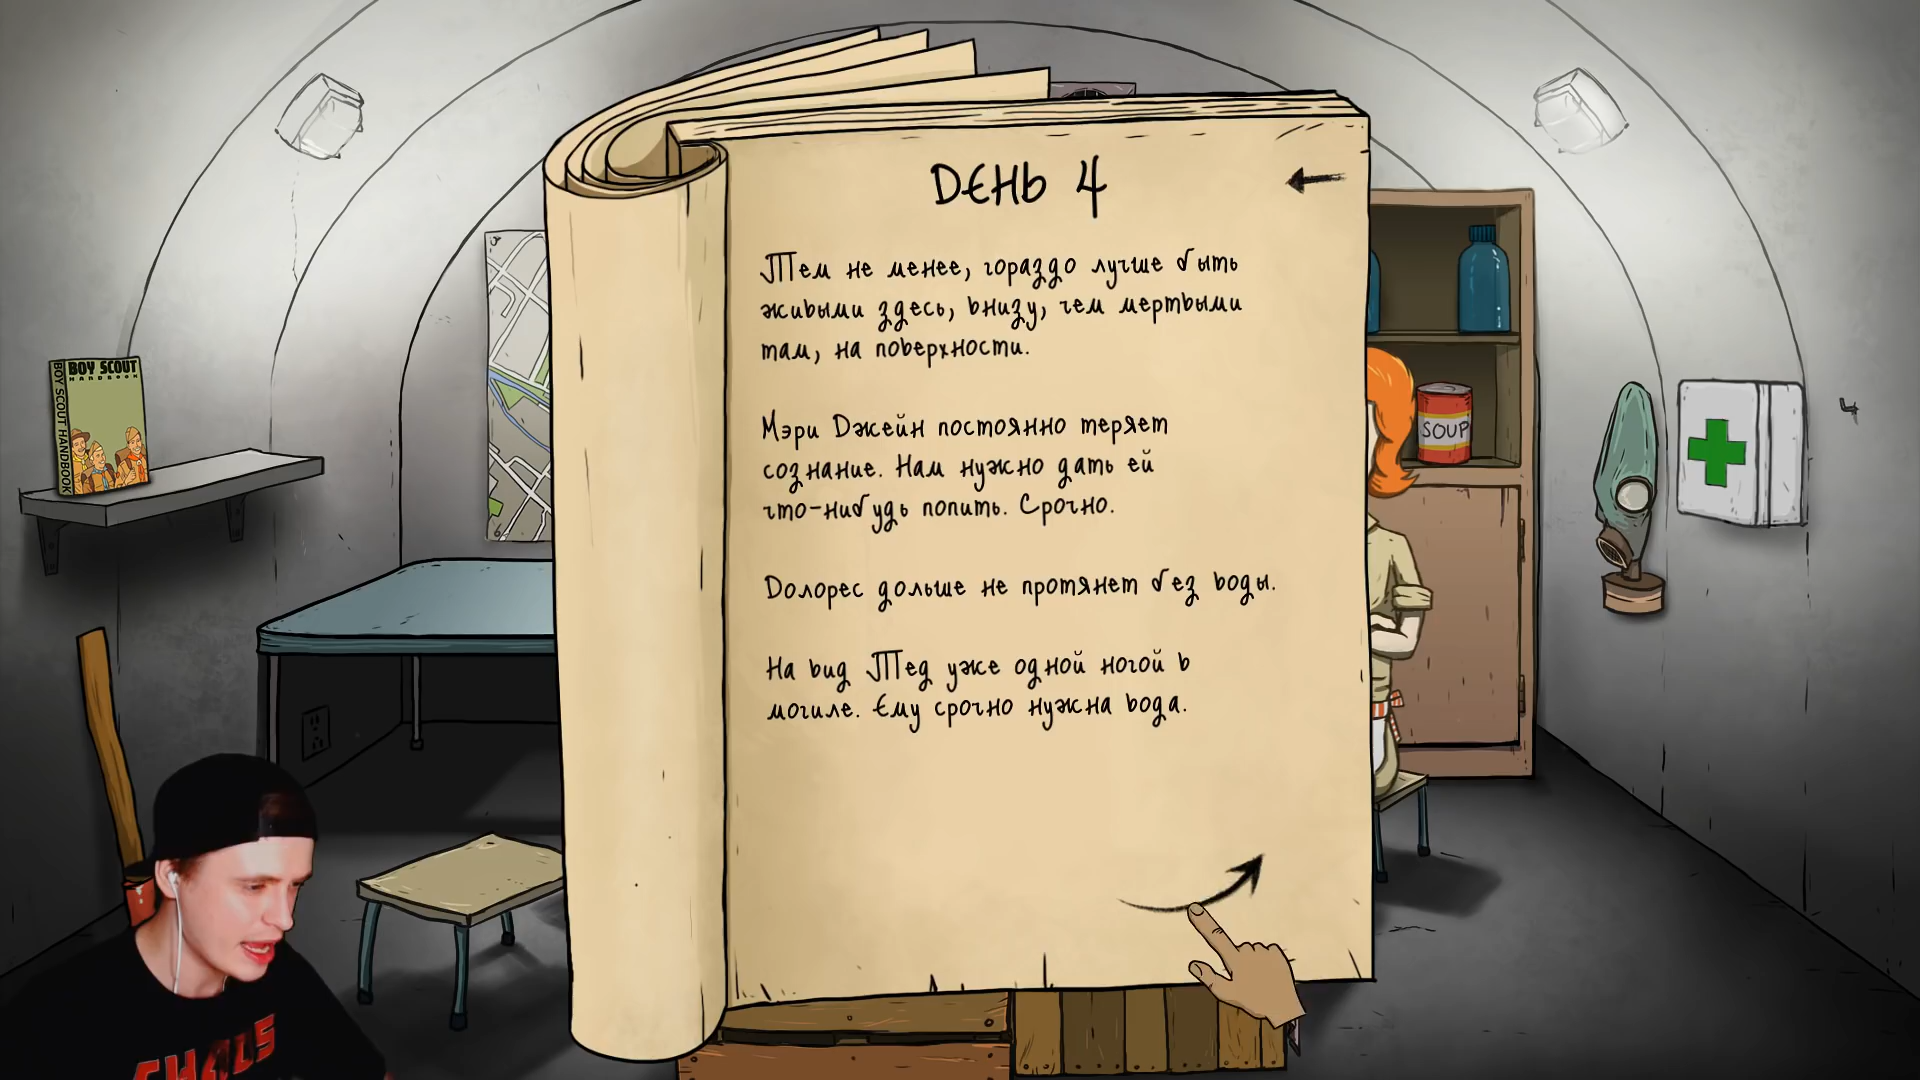 ДЕНЬ 4
Тем не менее, гораздо лучше быть
живыми здесь, внизу, чем мертвыми
там, на поверхности.
Мэри Джейн постоянно теряет
сознание. Нам нужно дать ей
что-нибудь попить. Срочно.
Долорес дольше не протянет без воды.
На вид Тед уже одной ногой в
могиле. Ему срочно нужна вода.
BOY SCOUT
HANDBOOK
BOY SCOUT HANDBOOK
SOUP